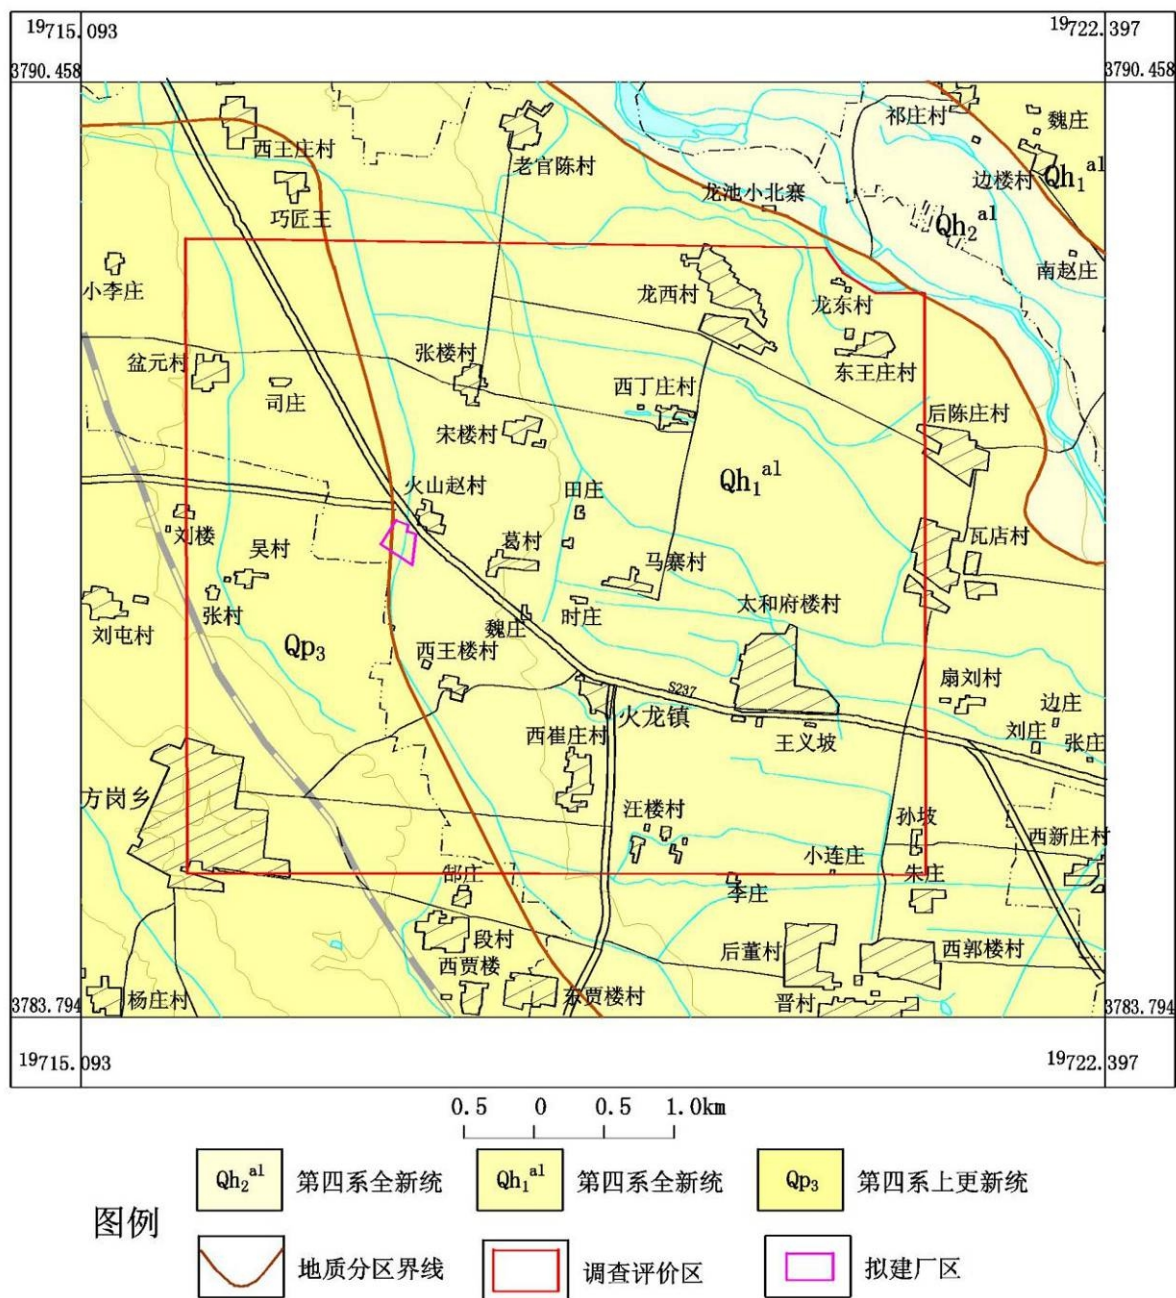 19715.093
19722.397
3790.458
3790.458
祁庄村
魏庄
西王庄村
老官陈村
边楼村
Qh1al
龙池小北寨
巧匠王
Qh2al
南赵庄
小李庄
龙西村
龙东村
盆元村
张楼村
东王庄村
司庄
西丁庄村
宋楼村
后陈庄村
Qh1al
火山赵村
田庄
刘楼
葛村
瓦店村
吴村
马寨村
张村
时庄
太和府楼村
刘屯村
魏庄
Qp3
西王楼村
扇刘村
S237
火龙镇
边庄
西崔庄村
王义坡
刘庄
张庄
方岗乡
汪楼村
孙坡
西新庄村
小连庄
朱庄
郜庄
李庄
段村
后董村
西郭楼村
西贾楼
杨庄村
东贾楼村
晋村
3783.794
3783.794
19715.093
19722.397
0.5 0 0.5 1.0km
Qh2al 第四系全新统 Qh1al 第四系全新统 Qp3 第四系上更新统
图例
地质分区界线 调查评价区 拟建厂区